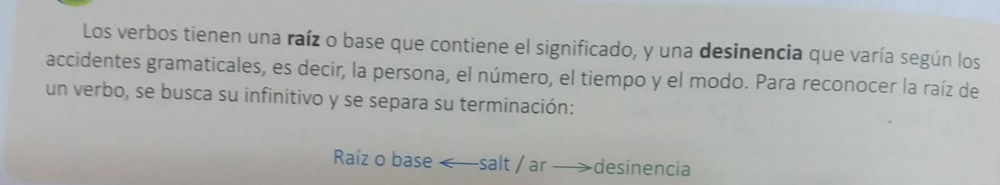 Los verbos tienen una raíz o base que contiene el significado, y una desinencia que varía según los
accidentes gramaticales, es decir, la persona, el número, el tiempo y el modo. Para reconocer la raíz de
un verbo, se busca su infinitivo y se separa su terminación:
Raíz o base ←salt / ar →desinencia